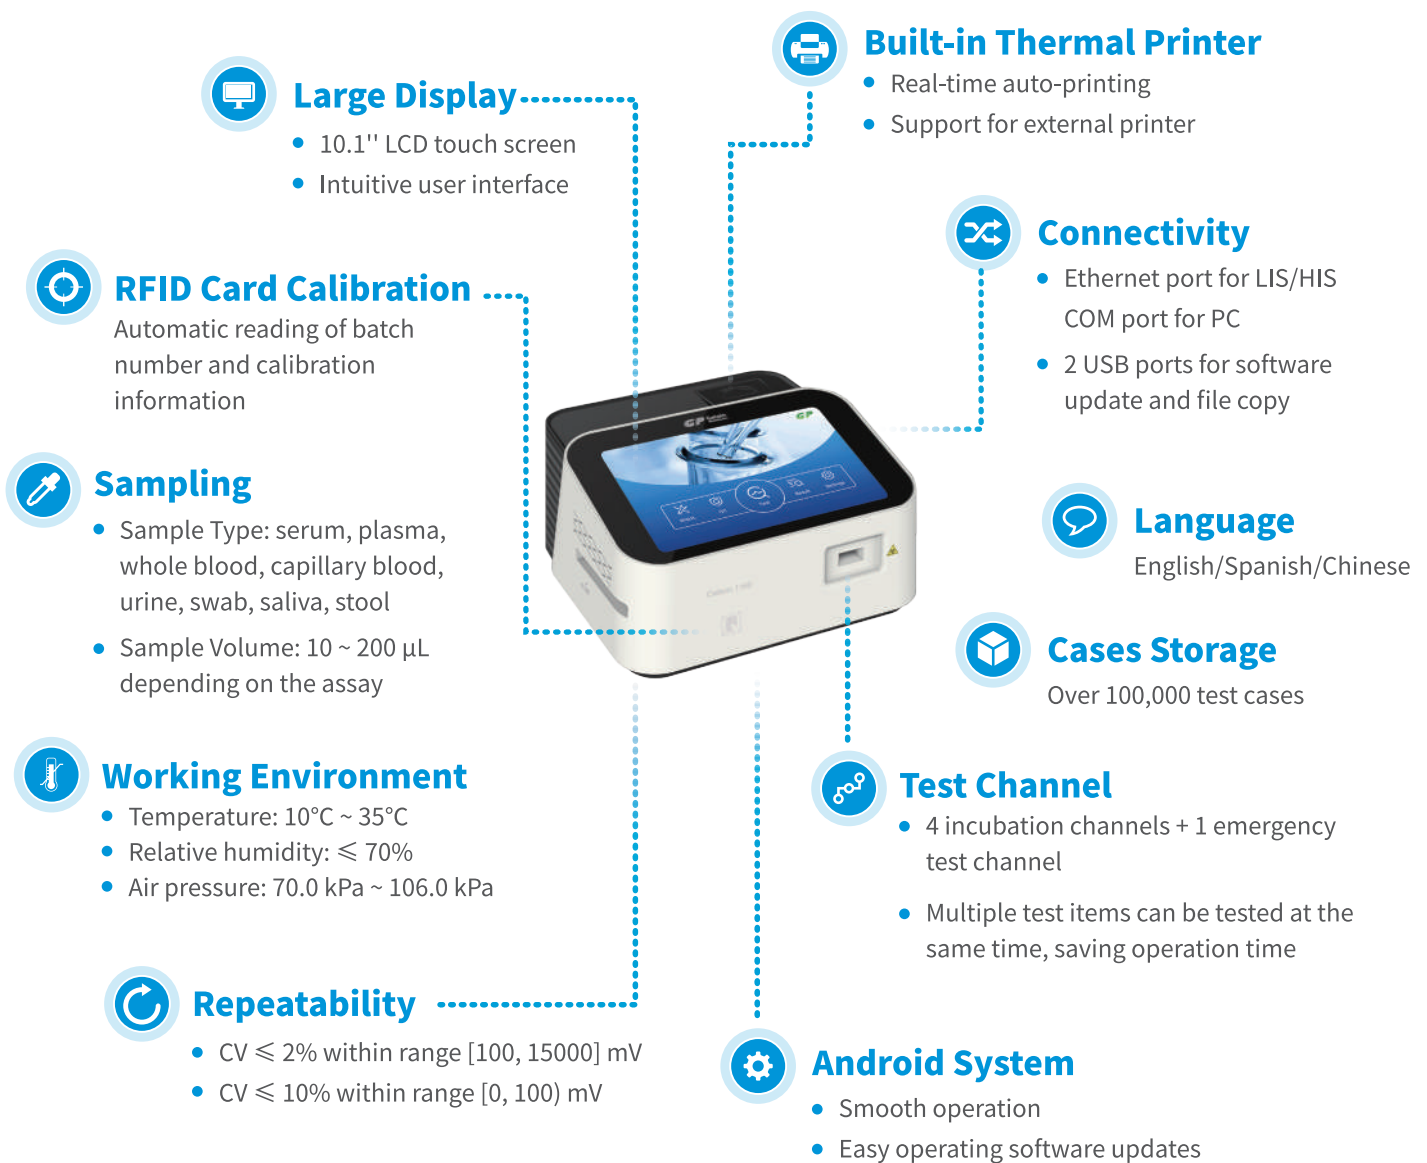 Built-in Thermal Printer
Real-time auto-printing
Support for external printer
Large Display
10.1'' LCD touch screen
Intuitive user interface
Connectivity
Ethernet port for LIS/HIS
COM port for PC
2 USB ports for software
update and file copy
RFID Card Calibration
Automatic reading of batch
number and calibration
information
GP
GP
Sampling
Sample Type: serum, plasma,
whole blood, capillary blood,
urine, swab, saliva, stool
Sample Volume: 10 ~ 200 μL
depending on the assay
Language
English/Spanish/Chinese
Cases Storage
Over 100,000 test cases
Working Environment
Temperature: 10°C ~ 35°C
Relative humidity: ⩽ 70%
Air pressure: 70.0 kPa ~ 106.0 kPa
Test Channel
4 incubation channels + 1 emergency
test channel
Multiple test items can be tested at the
same time, saving operation time
Repeatability
CV ⩽ 2% within range [100, 15000] mV
CV ⩽ 10% within range [0, 100) mV
Android System
Smooth operation
Easy operating software updates